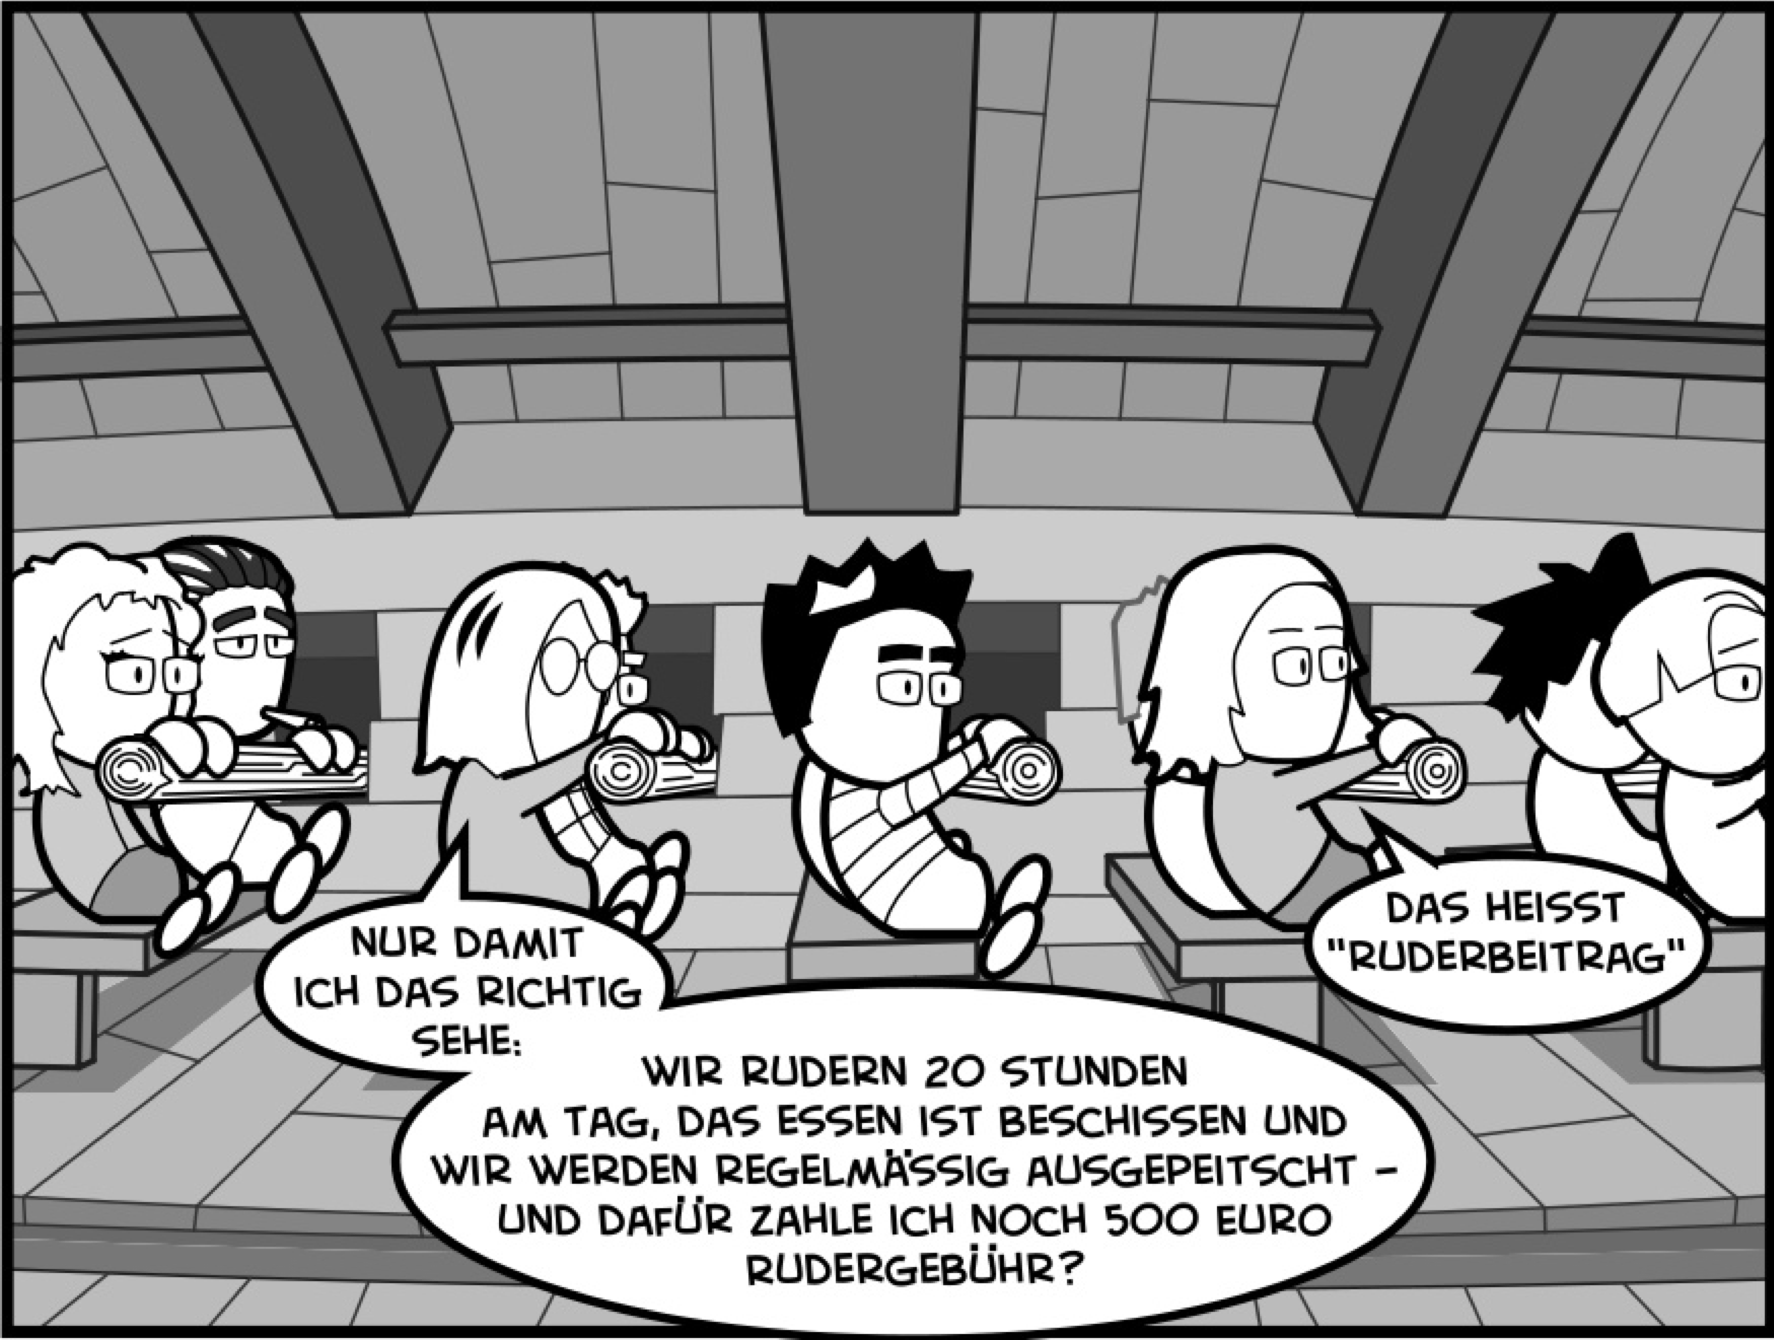 NUR DAMIT
ICH DAS RICHTIG
SEHE:
WIR RUDERN 20 STUNDEN
AM TAG, DAS ESSEN IST BESCHISSEN UND
WIR WERDEN REGELMÄSSIG AUSGEPEITSCHT -
UND DAFÜR ZAHLE ICH NOCH 500 EURO
RUDERGEBÜHR?
DAS HEISST
"RUDERBEITRAG"